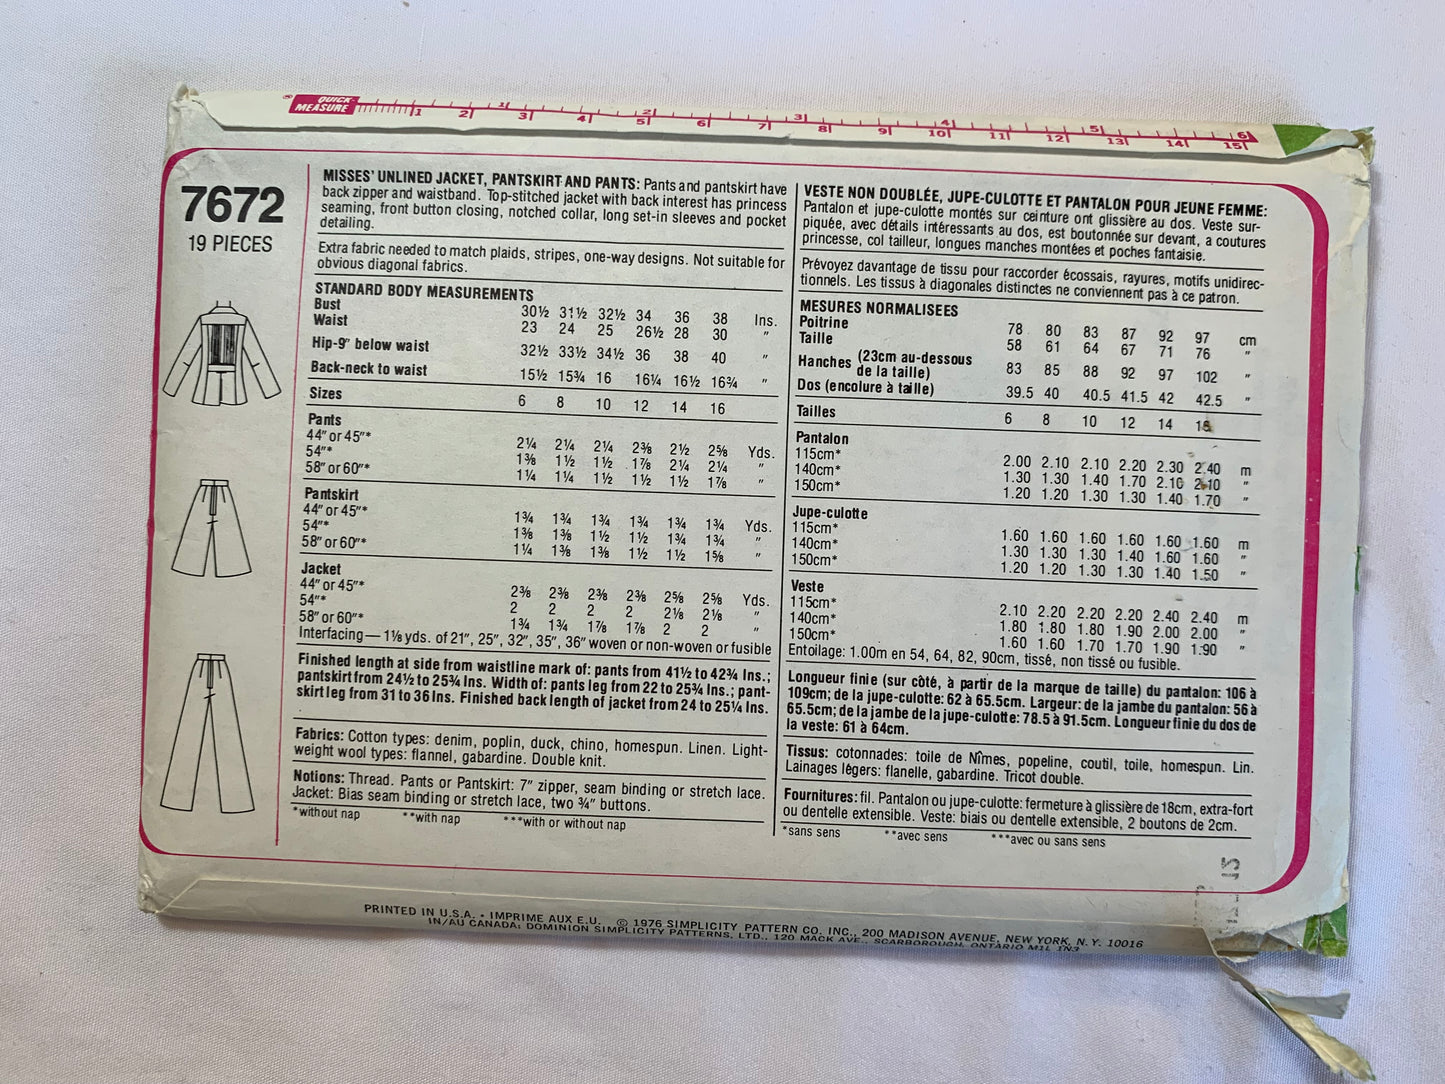 QUICK-
MEASURE
1 2 3 4 5 6
1 2 3 4 5 6 7 8 9 10 11 12 13 14 15
7672
19 PIECES
MISSES' UNLINED JACKET, PANTSKIRT AND PANTS: Pants and pantskirt have
back zipper and waistband. Top-stitched jacket with back interest has princess
seaming, front button closing, notched collar, long set-in sleeves and pocket
detailing.
Extra fabric needed to match plaids, stripes, one-way designs. Not suitable for
obvious diagonal fabrics.
STANDARD BODY MEASUREMENTS
Bust 30½ 31½ 32½ 34 36 38 Ins.
Waist 23 24 25 26½ 28 30 "
Hip-9" below waist 32½ 33½ 34½ 36 38 40 "
Back-neck to waist 15½ 15¾ 16 16¼ 16½ 16¾ "
Sizes 6 8 10 12 14 16
Pants
44" or 45"* 2¼ 2¼ 2¼ 2⅜ 2½ 2⅝ Yds.
54"* 1⅜ 1½ 1½ 1⅞ 2¼ 2¼ "
58" or 60"* 1¼ 1¼ 1½ 1½ 1½ 1⅞ "
Pantskirt
44" or 45"* 1¾ 1¾ 1¾ 1¾ 1¾ 1¾ Yds.
54"* 1⅜ 1⅜ 1½ 1½ 1¾ 1¾ "
58" or 60"* 1¼ 1⅜ 1⅜ 1½ 1½ 1⅝ "
Jacket
44" or 45"* 2⅜ 2⅜ 2⅜ 2⅜ 2⅝ 2⅝ Yds.
54"* 2 2 2 2 2⅛ 2⅛ "
58" or 60"* 1¾ 1¾ 1⅞ 1⅞ 2 2 "
Interfacing—1⅛ yds. of 21", 25", 32", 35", 36" woven or non-woven or fusible
Finished length at side from waistline mark of: pants from 41½ to 42¾ Ins.;
pantskirt from 24½ to 25¾ Ins. Width of: pants leg from 22 to 25¾ Ins.; pant-
skirt leg from 31 to 36 Ins. Finished back length of jacket from 24 to 25¼ Ins.
Fabrics: Cotton types: denim, poplin, duck, chino, homespun. Linen. Light-
weight wool types: flannel, gabardine. Double knit.
Notions: Thread. Pants or Pantskirt: 7" zipper, seam binding or stretch lace.
Jacket: Bias seam binding or stretch lace, two ¾" buttons.
*without nap **with nap ***with or without nap
VESTE NON DOUBLÉE, JUPE-CULOTTE ET PANTALON POUR JEUNE FEMME:
Pantalon et jupe-culotte montés sur ceinture ont glissière au dos. Veste sur-
piquée, avec détails intéressants au dos, est boutonnée sur devant, a coutures
princesse, col tailleur, longues manches montées et poches fantaisie.
Prévoyez davantage de tissu pour raccorder écossais, rayures, motifs unidirec-
tionnels. Les tissus à diagonales distinctes ne conviennent pas à ce patron.
MESURES NORMALISEES
Poitrine 78 80 83 87 92 97 cm
Taille 58 61 64 67 71 76 "
Hanches (23cm au-dessous
de la taille) 83 85 88 92 97 102 "
Dos (encolure à taille) 39.5 40 40.5 41.5 42 42.5 "
Tailles 6 8 10 12 14 16
Pantalon
115cm* 2.00 2.10 2.10 2.20 2.30 2.40 m
140cm* 1.30 1.30 1.40 1.70 2.10 2.10 "
150cm* 1.20 1.20 1.30 1.30 1.40 1.70 "
Jupe-culotte
115cm* 1.60 1.60 1.60 1.60 1.60 1.60 m
140cm* 1.30 1.30 1.30 1.40 1.60 1.60 "
150cm* 1.20 1.20 1.30 1.30 1.40 1.50 "
Veste
115cm* 2.10 2.20 2.20 2.20 2.40 2.40 m
140cm* 1.80 1.80 1.80 1.90 2.00 2.00 "
150cm* 1.60 1.60 1.70 1.70 1.90 1.90 "
Entoilage: 1.00m en 54, 64, 82, 90cm, tissé, non tissé ou fusible.
Longueur finie (sur côté, à partir de la marque de taille) du pantalon: 106 à
109cm; de la jupe-culotte: 62 à 65.5cm. Largeur: de la jambe du pantalon: 56 à
65.5cm; de la jambe de la jupe-culotte: 78.5 à 91.5cm. Longueur finie du dos de
la veste: 61 à 64cm.
Tissus: cotonnades: toile de Nîmes, popeline, coutil, toile, homespun. Lin.
Lainages légers: flanelle, gabardine. Tricot double.
Fournitures: fil. Pantalon ou jupe-culotte: fermeture à glissière de 18cm, extra-fort
ou dentelle extensible. Veste: biais ou dentelle extensible, 2 boutons de 2cm.
*sans sens **avec sens ***avec ou sans sens
PRINTED IN U.S.A. • IMPRIME AUX E.U. © 1976 SIMPLICITY PATTERN CO. INC., 200 MADISON AVENUE, NEW YORK, N. Y. 10016
IN/AU CANADA: DOMINION SIMPLICITY PATTERNS, LTD., 120 MACK AVE., SCARBOROUGH, ONTARIO M1L 1N3